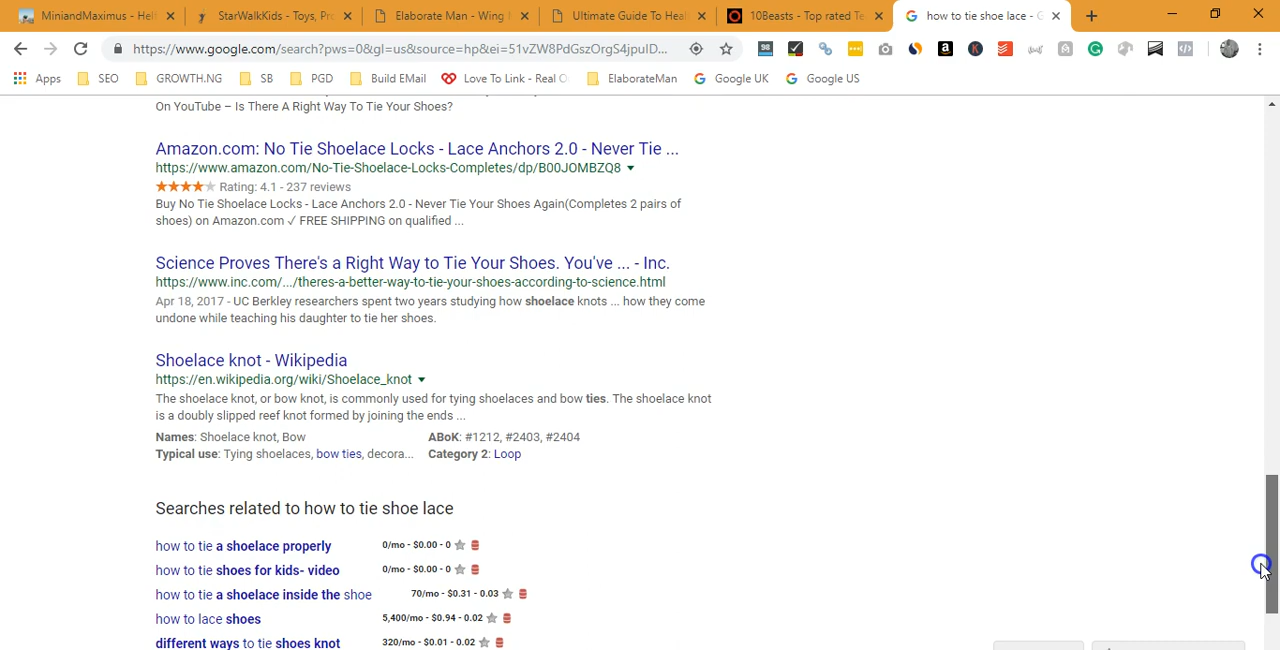 MiniandMaximus - Hel
StarWalkKids - Toys, Pro
Elaborate Man - Wing
Ultimate Guide To Heal
10Beasts - Top rated Te
how to tie shoe lace - G
https://www.google.com/search?pws=0&gl=us&source=hp&ei=51vZW8PdGszOrgS4jpuID...
Apps SEO GROWTH.NG SB PGD Build EMail Love To Link - Real O ElaborateMan Google UK Google US
On YouTube – Is There A Right Way To Tie Your Shoes?
Amazon.com: No Tie Shoelace Locks - Lace Anchors 2.0 - Never Tie ...
https://www.amazon.com/No-Tie-Shoelace-Locks-Completes/dp/B00JOMBZQ8
Rating: 4.1 - 237 reviews
Buy No Tie Shoelace Locks - Lace Anchors 2.0 - Never Tie Your Shoes Again(Completes 2 pairs of
shoes) on Amazon.com ✓ FREE SHIPPING on qualified ...
Science Proves There's a Right Way to Tie Your Shoes. You've ... - Inc.
https://www.inc.com/.../theres-a-better-way-to-tie-your-shoes-according-to-science.html
Apr 18, 2017 - UC Berkley researchers spent two years studying how shoelace knots ... how they come
undone while teaching his daughter to tie her shoes.
Shoelace knot - Wikipedia
https://en.wikipedia.org/wiki/Shoelace_knot
The shoelace knot, or bow knot, is commonly used for tying shoelaces and bow ties. The shoelace knot
is a doubly slipped reef knot formed by joining the ends ...
Names: Shoelace knot, Bow ABoK: #1212, #2403, #2404
Typical use: Tying shoelaces, bow ties, decora... Category 2: Loop
Searches related to how to tie shoe lace
how to tie a shoelace properly 0/mo - $0.00 - 0
how to tie shoes for kids- video 0/mo - $0.00 - 0
how to tie a shoelace inside the shoe 70/mo - $0.31 - 0.03
how to lace shoes 5,400/mo - $0.94 - 0.02
different ways to tie shoes knot 320/mo - $0.01 - 0.02